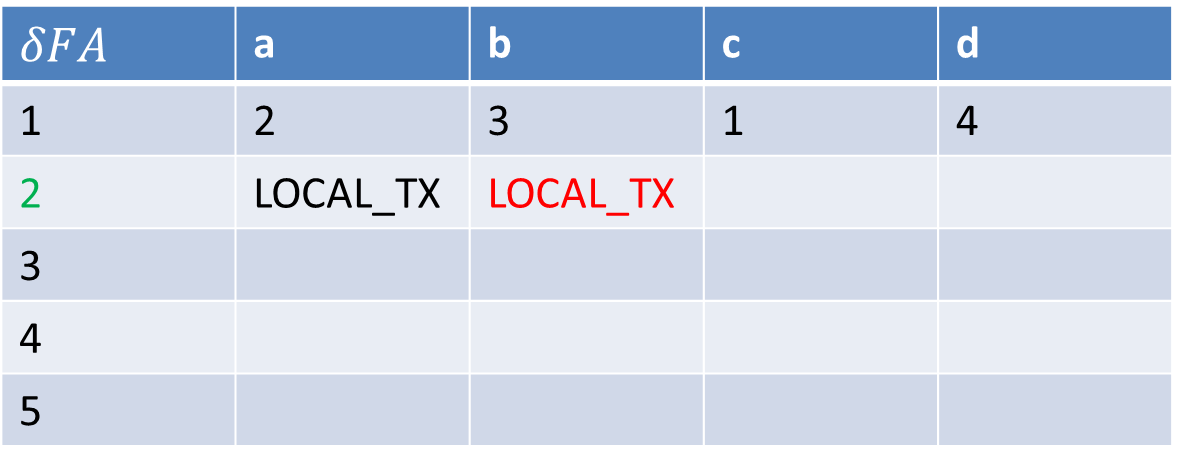 δFA a b c d
1 2 3 1 4
2 LOCAL_TX LOCAL_TX
3
4
5